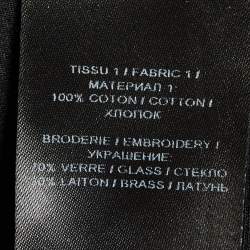 TISSU 1 / FABRIC 1 /
МАТЕРИАЛ 1:
100% COTON / COTTON /
ХЛОПОК
BRODERIE / EMBROIDERY /
УКРАШЕНИЕ:
VERRE / GLASS / СТЕКЛО
LAITON / BRASS / ЛАТУНЬ